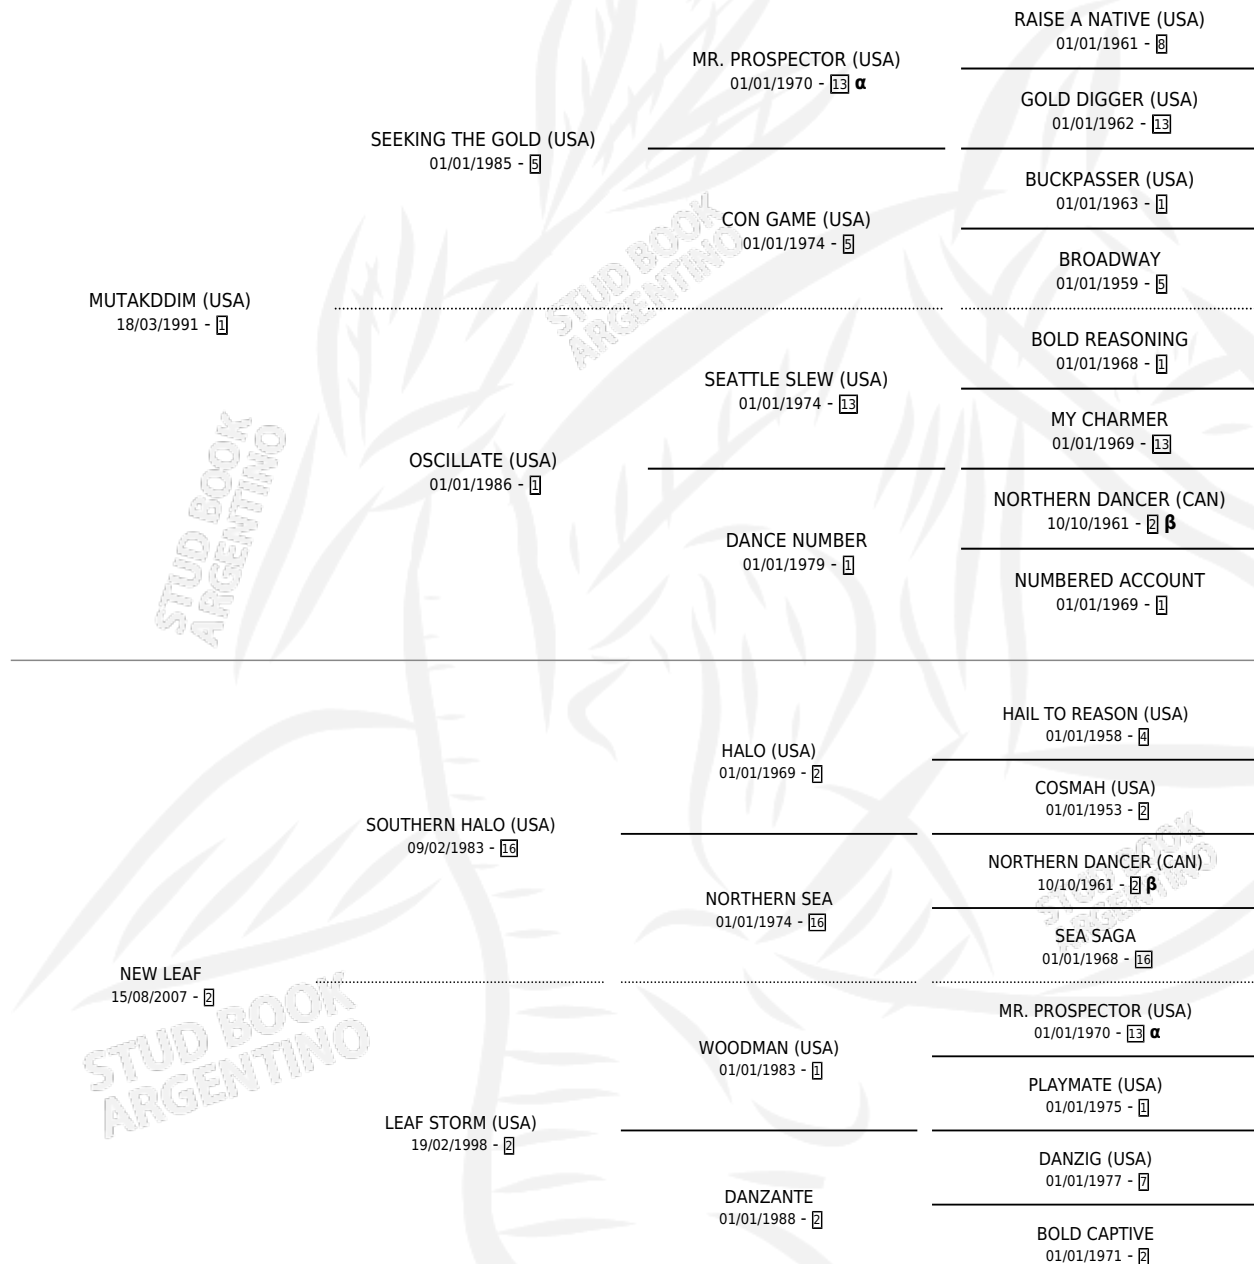 RAISE A NATIVE (USA)
01/01/1961 - 8
MR. PROSPECTOR (USA)
01/01/1970 - 13 α
GOLD DIGGER (USA)
01/01/1962 - 13
SEEKING THE GOLD (USA)
01/01/1985 - 5
BUCKPASSER (USA)
01/01/1963 - 1
CON GAME (USA)
01/01/1974 - 5
BROADWAY
01/01/1959 - 5
MUTAKDDIM (USA)
18/03/1991 - 1
BOLD REASONING
01/01/1968 - 1
SEATTLE SLEW (USA)
01/01/1974 - 13
MY CHARMER
01/01/1969 - 13
OSCILLATE (USA)
01/01/1986 - 1
NORTHERN DANCER (CAN)
10/10/1961 - 2 β
DANCE NUMBER
01/01/1979 - 1
NUMBERED ACCOUNT
01/01/1969 - 1
HAIL TO REASON (USA)
01/01/1958 - 4
HALO (USA)
01/01/1969 - 2
COSMAH (USA)
01/01/1953 - 2
SOUTHERN HALO (USA)
09/02/1983 - 16
NORTHERN DANCER (CAN)
10/10/1961 - 2 β
NORTHERN SEA
01/01/1974 - 16
SEA SAGA
01/01/1968 - 16
NEW LEAF
15/08/2007 - 2
MR. PROSPECTOR (USA)
01/01/1970 - 13 α
WOODMAN (USA)
01/01/1983 - 1
PLAYMATE (USA)
01/01/1975 - 1
LEAF STORM (USA)
19/02/1998 - 2
DANZIG (USA)
01/01/1977 - 7
DANZANTE
01/01/1988 - 2
BOLD CAPTIVE
01/01/1971 - 2
STUD BOOK
ARGENTINO
STUD BOOK
ARGENTINO
STUD BOOK
ARGENTINO
STUD BOOK
ARGENTINO